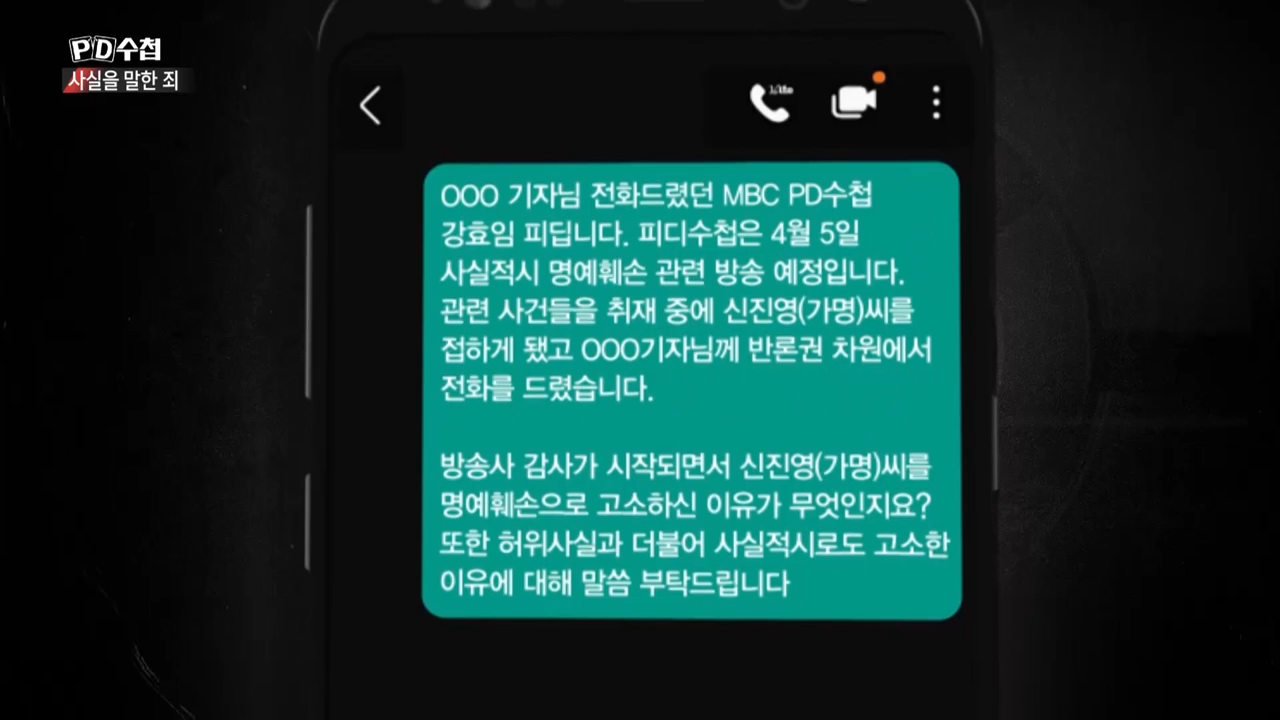 PD수첩
사실을 말한 죄
OOO 기자님 전화드렸던 MBC PD수첩
강효임 피딥니다. 피디수첩은 4월 5일
사실적시 명예훼손 관련 방송 예정입니다.
관련 사건들을 취재 중에 신진영(가명)씨를
접하게 됐고 OOO기자님께 반론권 차원에서
전화를 드렸습니다.
방송사 감사가 시작되면서 신진영(가명)씨를
명예훼손으로 고소하신 이유가 무엇인지요?
또한 허위사실과 더불어 사실적시로도 고소한
이유에 대해 말씀 부탁드립니다